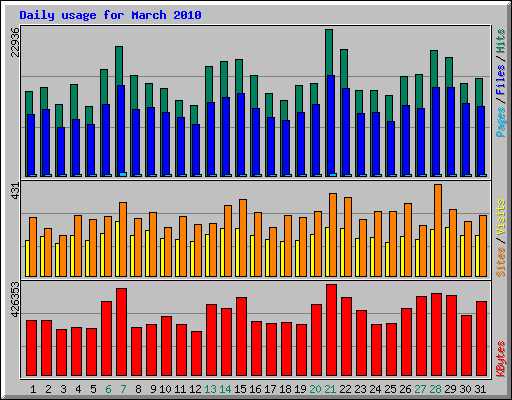 Daily usage for March 2010
22936
Pages / Files / Hits
431
Sites / Visits
426353
KBytes
1 2 3 4 5 6 7 8 9 10 11 12 13 14 15 16 17 18 19 20 21 22 23 24 25 26 27 28 29 30 31